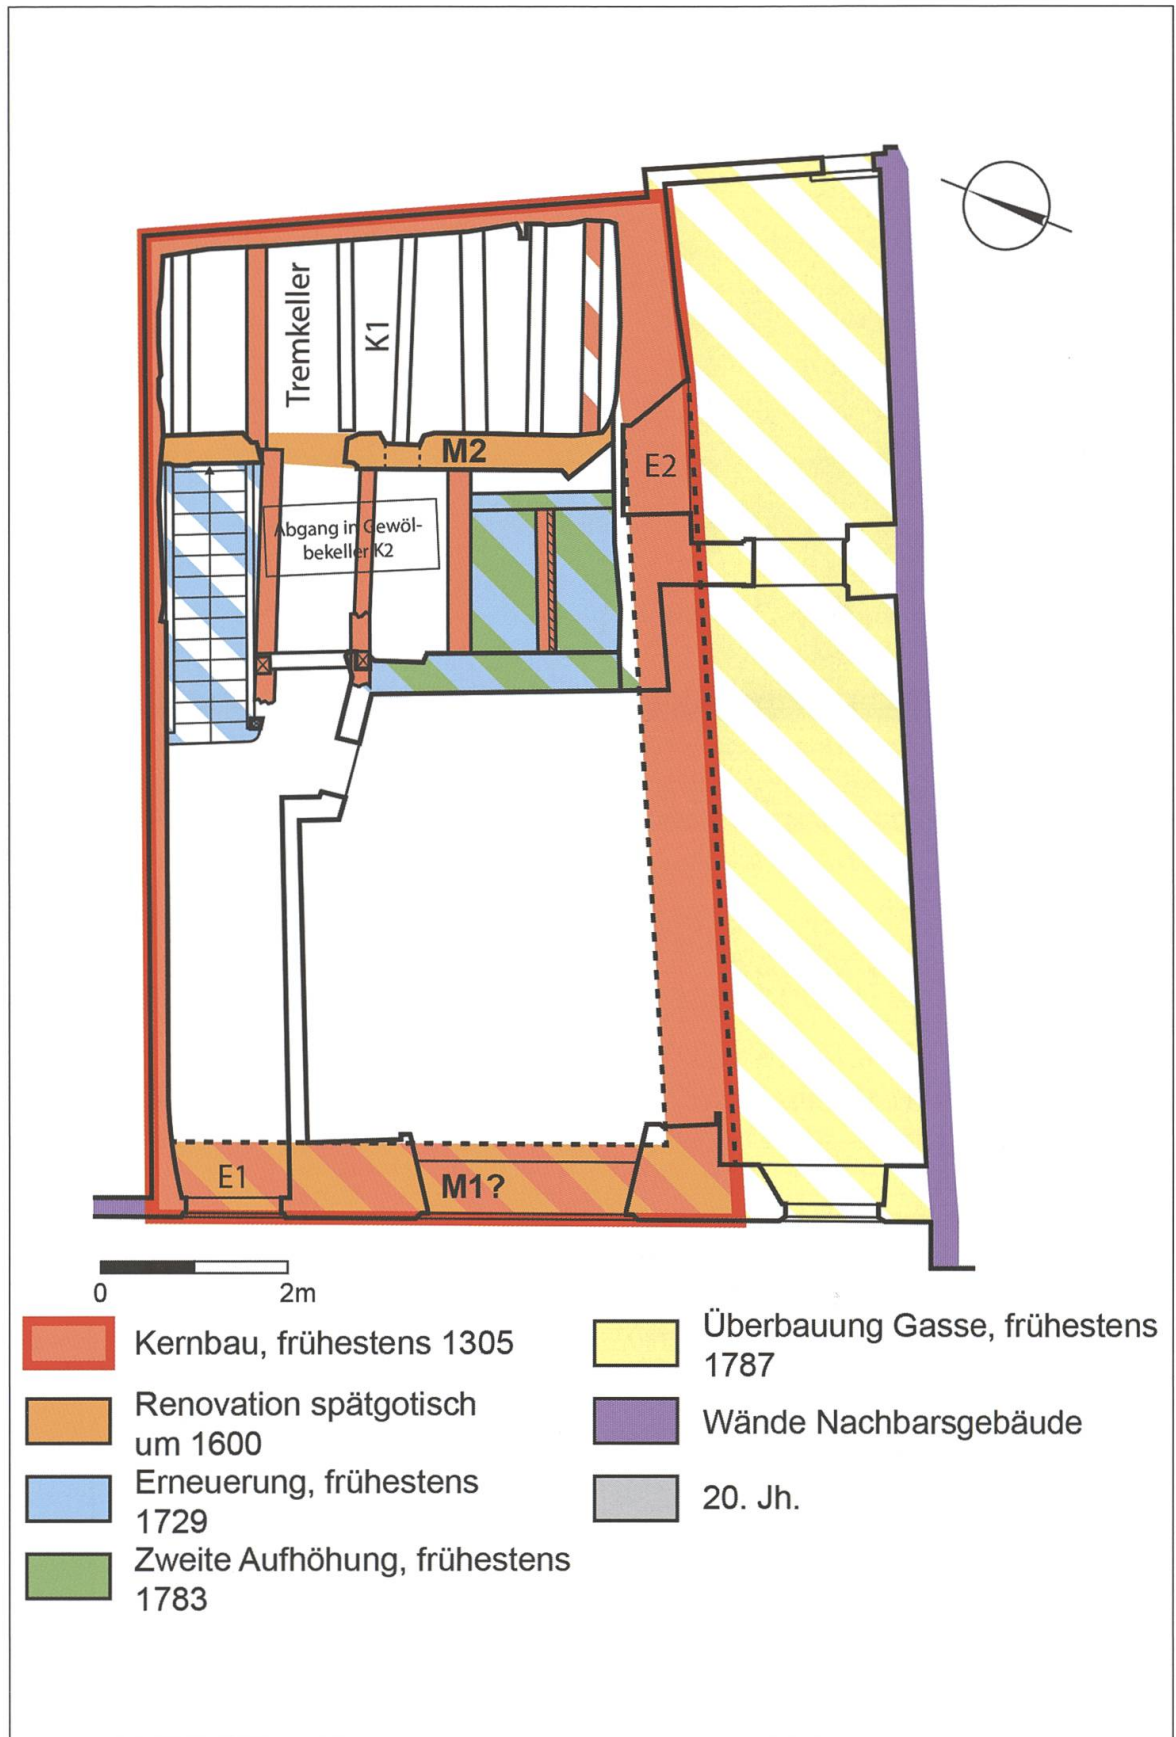 Tremkeller
K1
M2
E2
Abgang in Gewöl-
bekeller K2
E1
M1?
0
2m
Kernbau, frühestens 1305
Renovation spätgotisch
um 1600
Erneuerung, frühestens
1729
Zweite Aufhöhung, frühestens
1783
Überbauung Gasse, frühestens
1787
Wände Nachbarsgebäude
20. Jh.